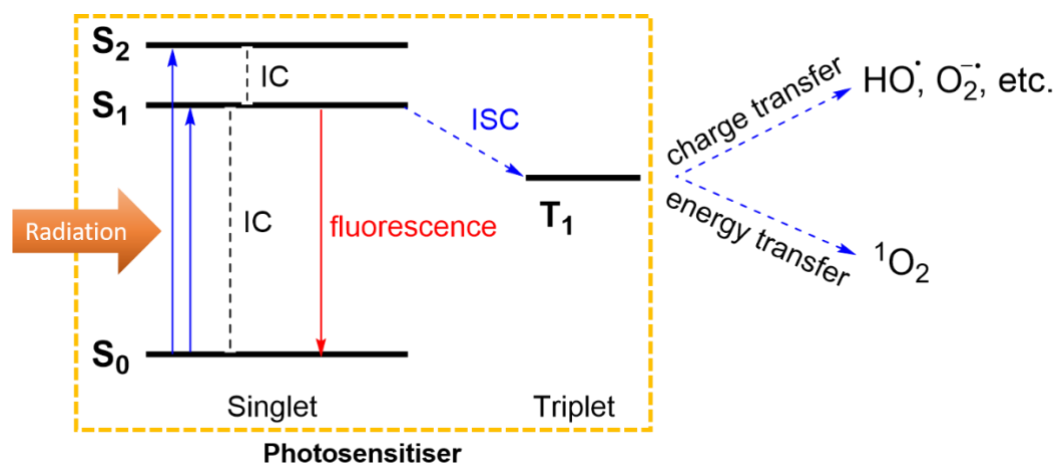 S₂
IC
S₁
ISC
charge transfer
HO•, O₂⁻•, etc.
Radiation
IC
fluorescence
T₁
energy transfer
¹O₂
S₀
Singlet
Triplet
Photosensitiser